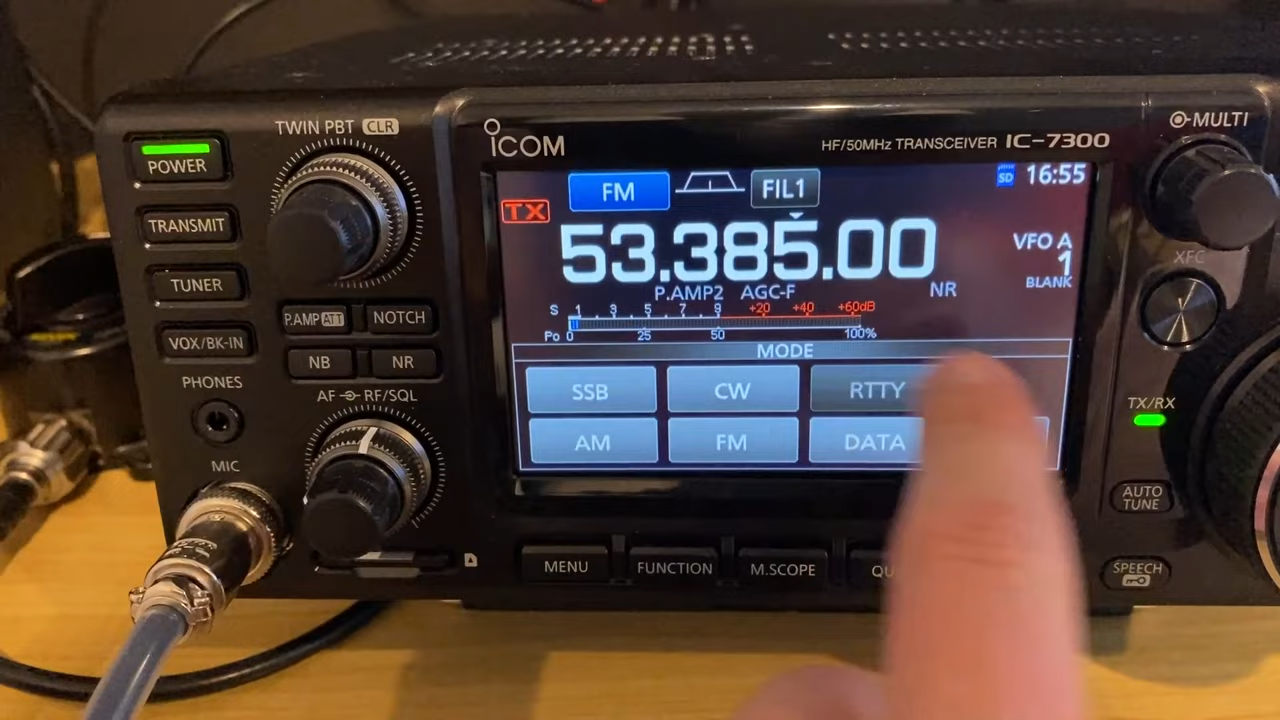 TWIN PBT CLR
ICOM
HF/50MHz TRANSCEIVER IC-7300
MULTI
POWER
TRANSMIT
TUNER
VOX/BK-IN
P.AMP ATT
NOTCH
NB
NR
PHONES
AF RF/SQL
MIC
FM
FIL1
SD
16:55
TX
53.385.00
VFO A
1
BLANK
P.AMP2 AGC-F
NR
S 1 3 5 7 9 +20 +40 +60dB
Po 0 25 50 100%
MODE
SSB
CW
RTTY
AM
FM
DATA
XFC
TX/RX
AUTO
TUNE
SPEECH
MENU
FUNCTION
M.SCOPE
QU